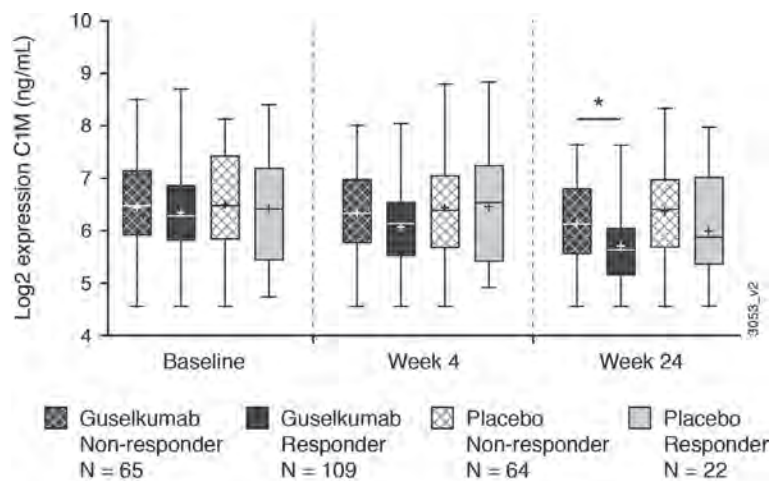 Log2 expression C1M (ng/mL)
10
9
8
7
6
5
4
*
Baseline
Week 4
Week 24
3053_v2
Guselkumab
Non-responder
N = 65
Guselkumab
Responder
N = 109
Placebo
Non-responder
N = 64
Placebo
Responder
N = 22